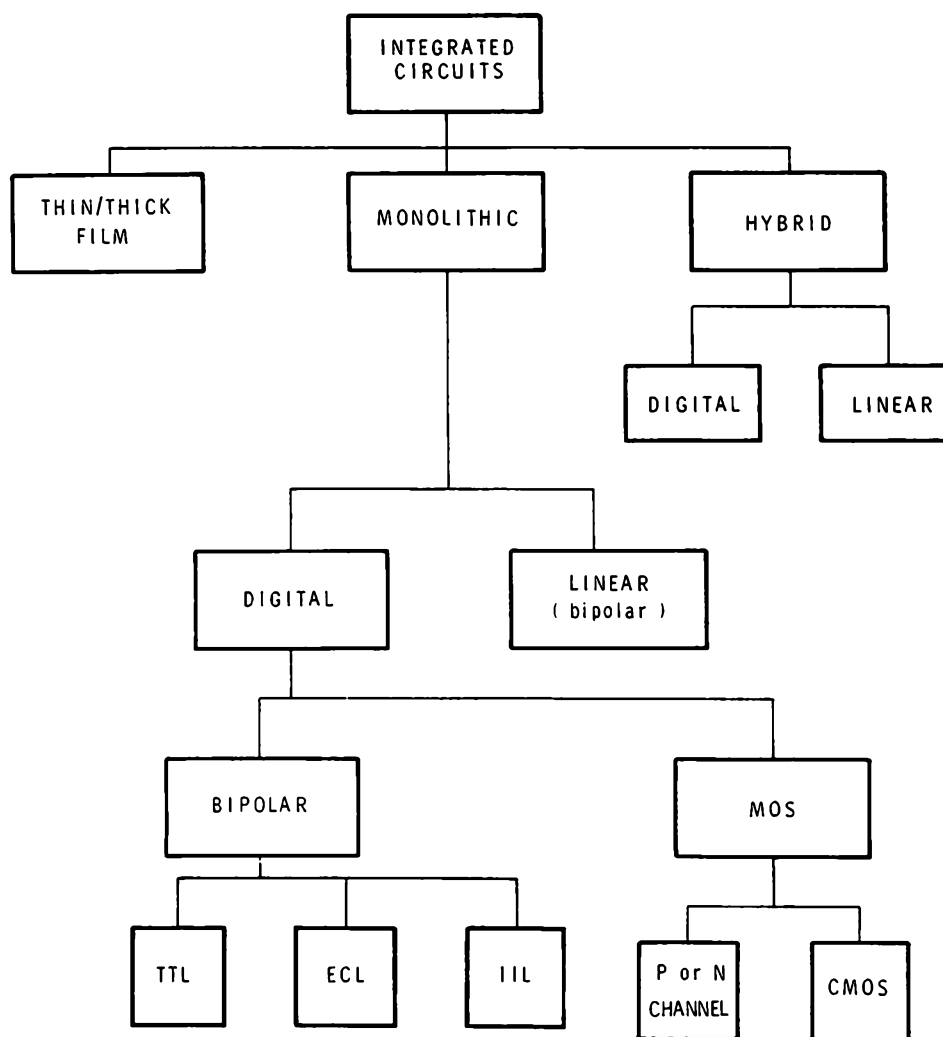 INTEGRATED
CIRCUITS
THIN/THICK
FILM
MONOLITHIC
HYBRID
DIGITAL
LINEAR
DIGITAL
LINEAR
( bipolar )
BIPOLAR
MOS
TTL
ECL
IIL
P or N
CHANNEL
CMOS